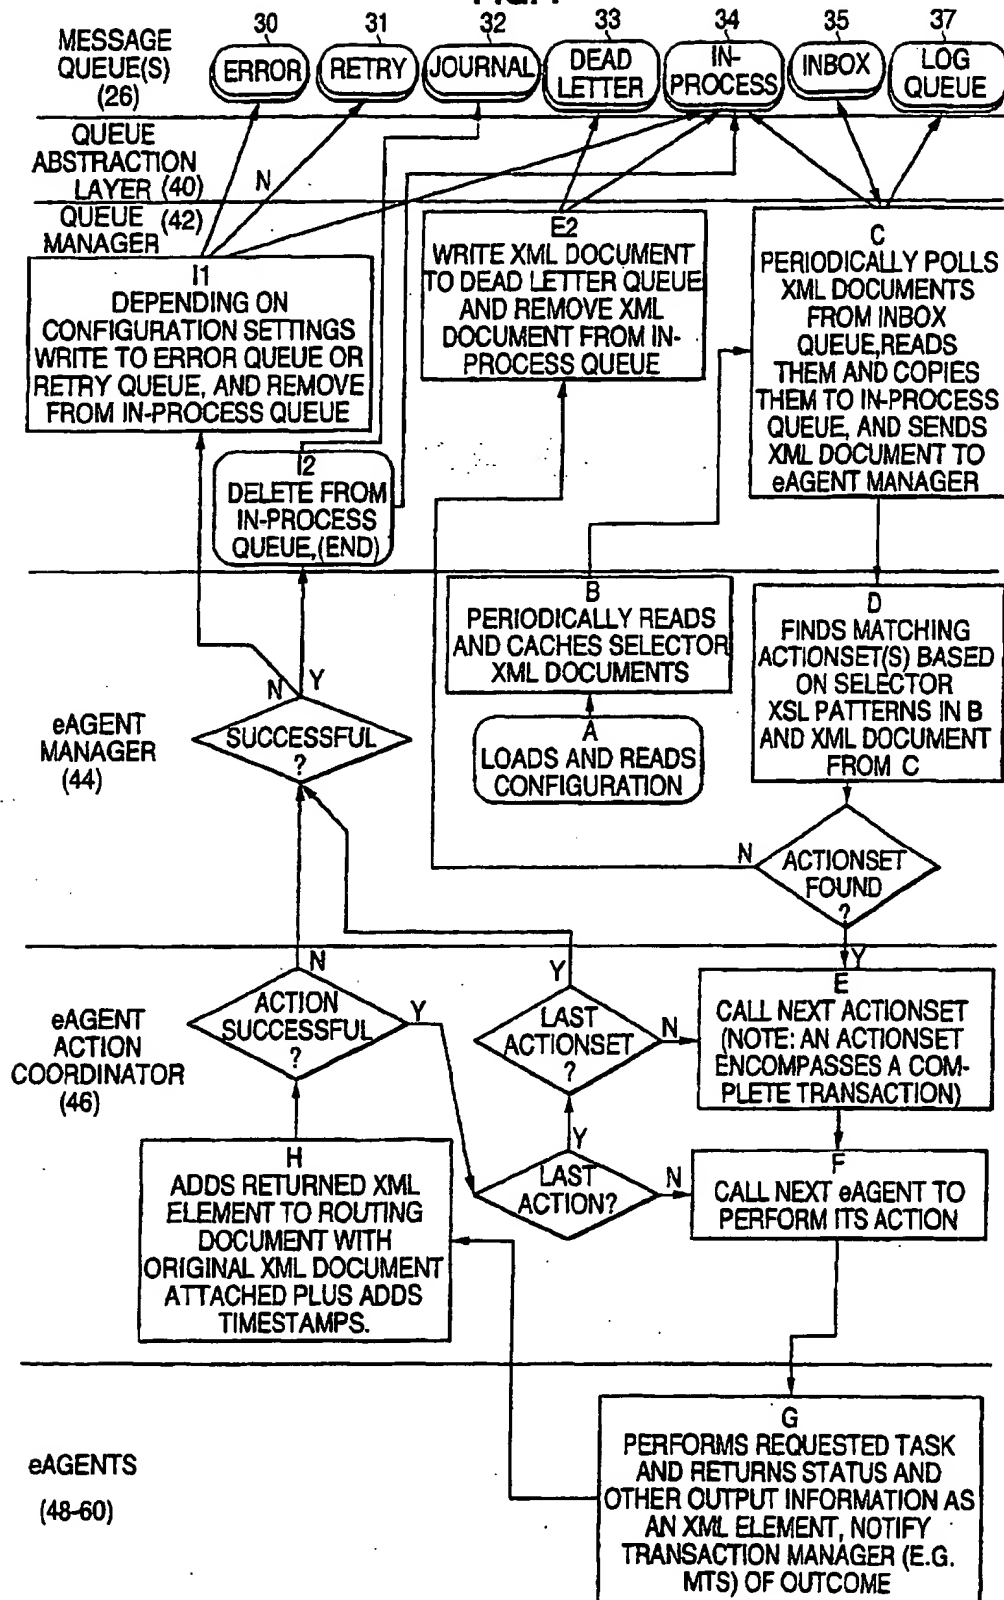 30 31 32 33 34 35 37
MESSAGE
QUEUE(S)
(26)
ERROR
RETRY
JOURNAL
DEAD
LETTER
IN-
PROCESS
INBOX
LOG
QUEUE
QUEUE
ABSTRACTION
LAYER (40)
N
QUEUE (42)
MANAGER
I1
DEPENDING ON
CONFIGURATION SETTINGS
WRITE TO ERROR QUEUE OR
RETRY QUEUE, AND REMOVE
FROM IN-PROCESS QUEUE
E2
WRITE XML DOCUMENT
TO DEAD LETTER QUEUE
AND REMOVE XML
DOCUMENT FROM IN-
PROCESS QUEUE
C
PERIODICALLY POLLS
XML DOCUMENTS
FROM INBOX
QUEUE,READS
THEM AND COPIES
THEM TO IN-PROCESS
QUEUE, AND SENDS
XML DOCUMENT TO
eAGENT MANAGER
I2
DELETE FROM
IN-PROCESS
QUEUE,(END)
eAGENT
MANAGER
(44)
N Y
SUCCESSFUL
?
B
PERIODICALLY READS
AND CACHES SELECTOR
XML DOCUMENTS
A
LOADS AND READS
CONFIGURATION
D
FINDS MATCHING
ACTIONSET(S) BASED
ON SELECTOR
XSL PATTERNS IN B
AND XML DOCUMENT
FROM C
N
ACTIONSET
FOUND
?
Y
eAGENT
ACTION
COORDINATOR
(46)
N
ACTION
SUCCESSFUL
?
Y
Y
LAST
ACTIONSET
?
N
E
CALL NEXT ACTIONSET
(NOTE: AN ACTIONSET
ENCOMPASSES A COM-
PLETE TRANSACTION)
H
ADDS RETURNED XML
ELEMENT TO ROUTING
DOCUMENT WITH
ORIGINAL XML DOCUMENT
ATTACHED PLUS ADDS
TIMESTAMPS.
Y
LAST
ACTION?
N
F
CALL NEXT eAGENT TO
PERFORM ITS ACTION
eAGENTS
(48-60)
G
PERFORMS REQUESTED TASK
AND RETURNS STATUS AND
OTHER OUTPUT INFORMATION AS
AN XML ELEMENT, NOTIFY
TRANSACTION MANAGER (E.G.
MTS) OF OUTCOME